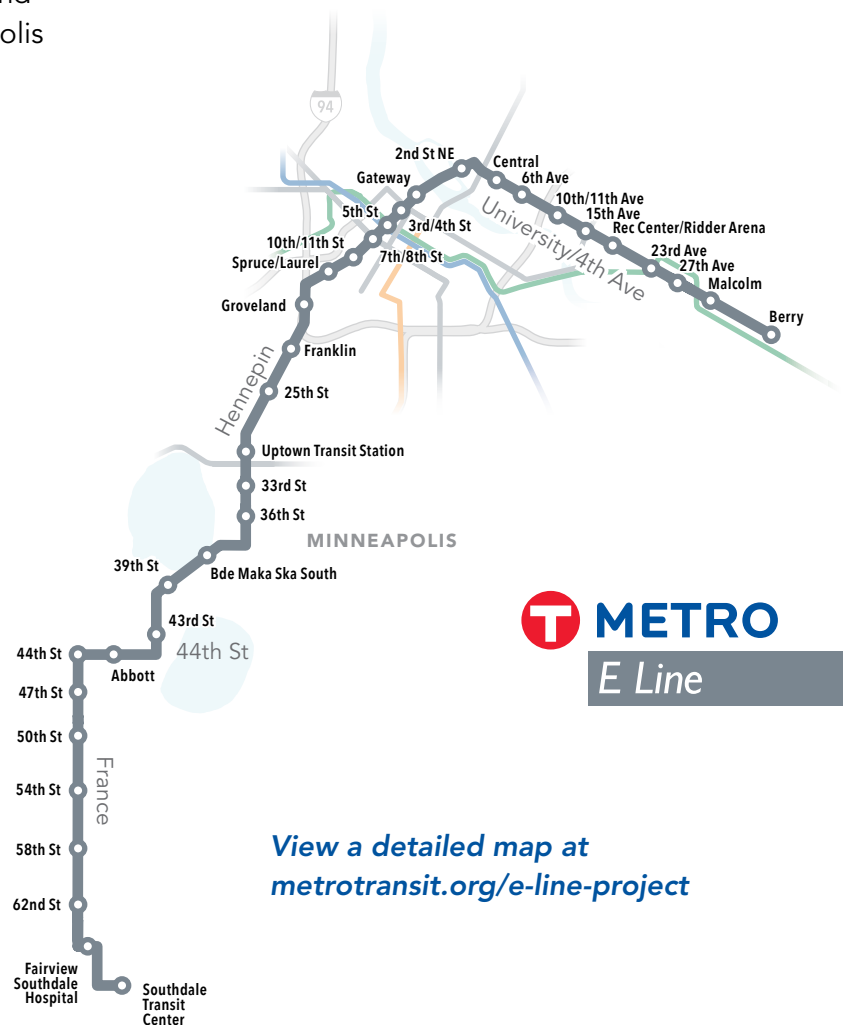 nd
olis
94
2nd St NE
Central
6th Ave
Gateway
10th/11th Ave
15th Ave
5th St
3rd/4th St
Rec Center/Ridder Arena
University/4th Ave
10th/11th St
7th/8th St
23rd Ave
27th Ave
Spruce/Laurel
Malcolm
Groveland
Berry
Franklin
Hennepin
25th St
Uptown Transit Station
33rd St
36th St
MINNEAPOLIS
39th St
Bde Maka Ska South
43rd St
T METRO
E Line
44th St
44th St
Abbott
47th St
50th St
France
54th St
58th St
View a detailed map at
metrotransit.org/e-line-project
62nd St
Fairview
Southdale
Hospital
Southdale
Transit
Center